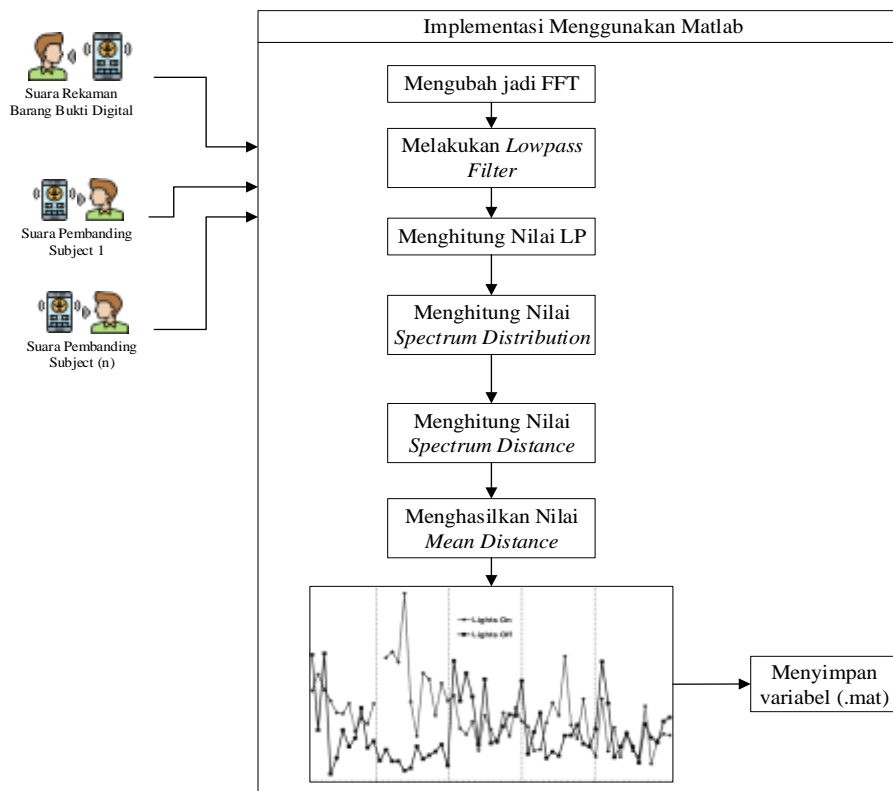 Implementasi Menggunakan Matlab
Suara Rekaman
Barang Bukti Digital
Suara Pembanding
Subject 1
Suara Pembanding
Subject (n)
Mengubah jadi FFT
Melakukan Lowpass
Filter
Menghitung Nilai LP
Menghitung Nilai
Spectrum Distribution
Menghitung Nilai
Spectrum Distance
Menghasilkan Nilai
Mean Distance
Lights On
Lights Off
Menyimpan
variabel (.mat)